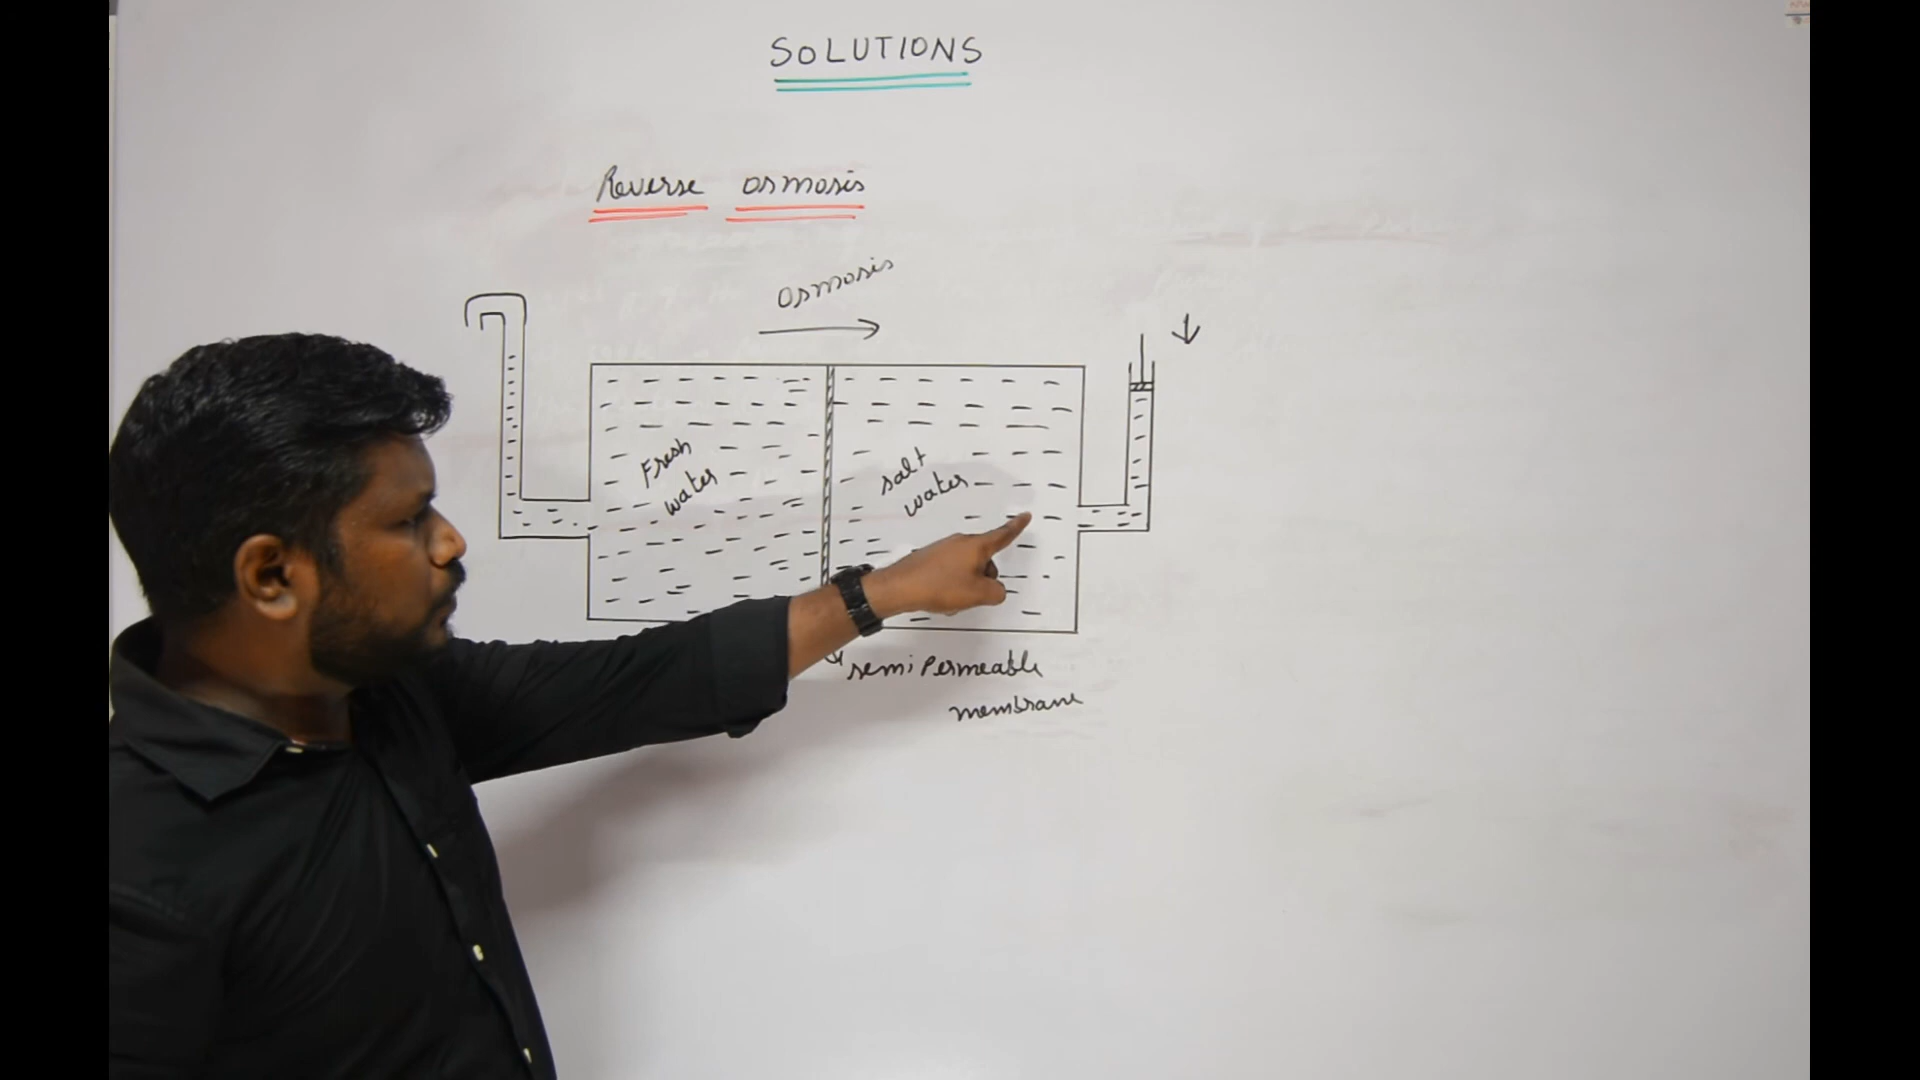 SOLUTIONS
Reverse osmosis
osmosis
Fresh
water
salt
water
semi Permeable
membrane